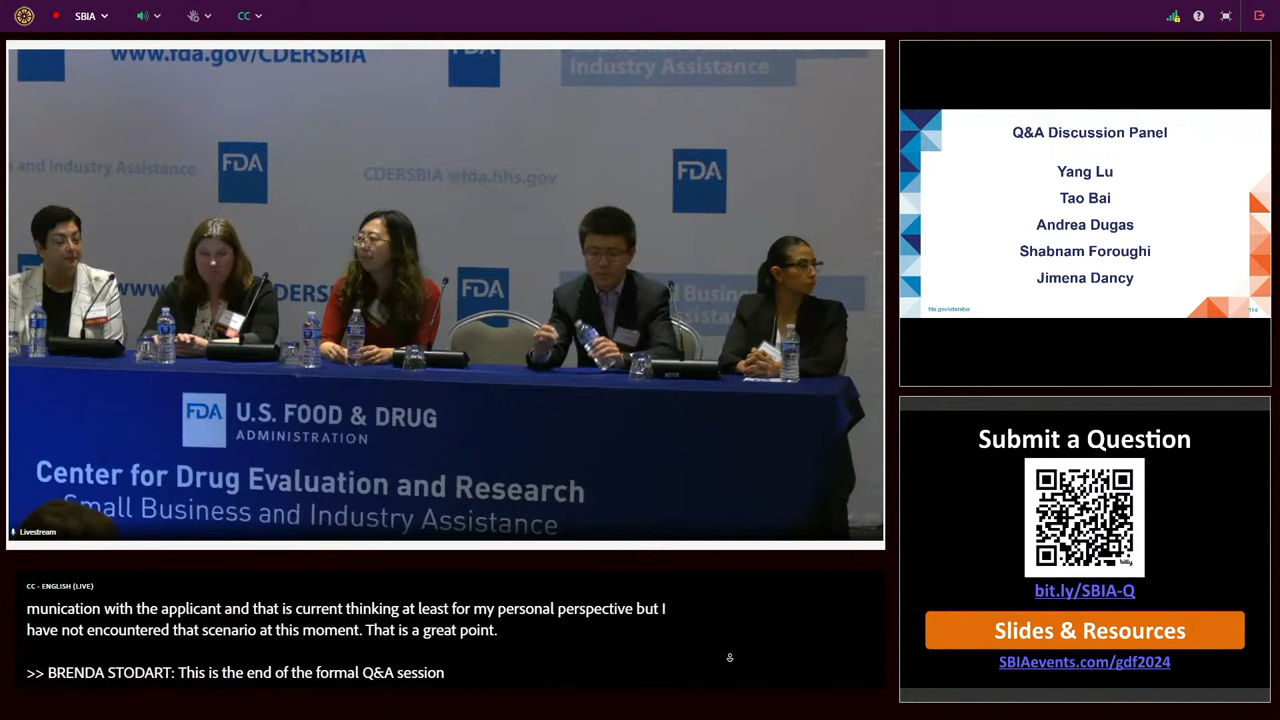 SBIA
CC
www.fda.gov/CDERSBIA
FDA
Industry Assistance
and Industry Assistance
FDA
CDERSBIA@fda.hhs.gov
FDA
FDA
FDA
U.S. FOOD & DRUG
ADMINISTRATION
Center for Drug Evaluation and Research
Small Business and Industry Assistance
Livestream
CC - ENGLISH (LIVE)
munication with the applicant and that is current thinking at least for my personal perspective but I
have not encountered that scenario at this moment. That is a great point.
>> BRENDA STODART: This is the end of the formal Q&A session
Q&A Discussion Panel
Yang Lu
Tao Bai
Andrea Dugas
Shabnam Foroughi
Jimena Dancy
fda.gov/cdersbia
114
Submit a Question
bitly
bit.ly/SBIA-Q
Slides & Resources
SBIAevents.com/gdf2024